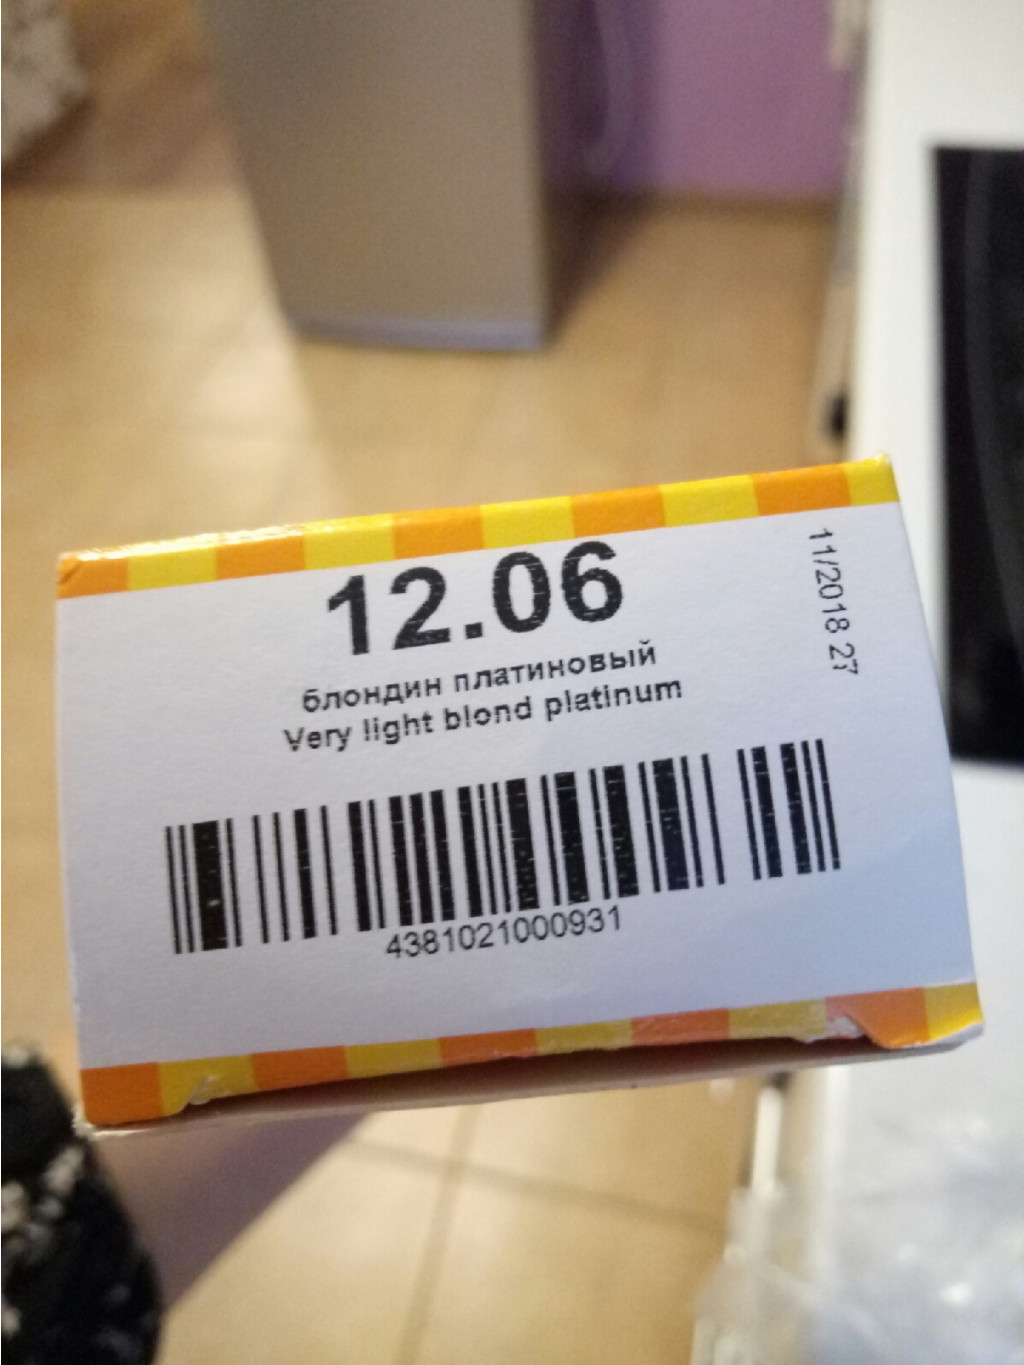 12.06
блондин платиновый
Very light blond platinum
4381021000931
11/2018 27